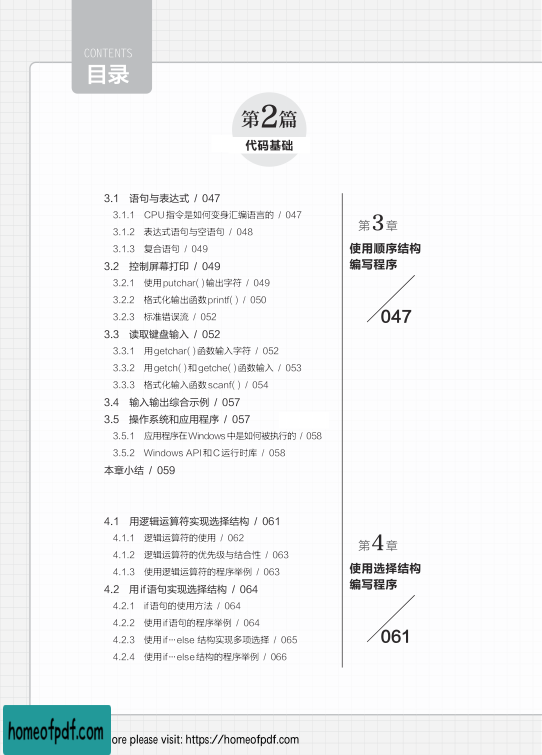 CONTENTS
目录
第2篇
代码基础
3.1 语句与表达式 / 047
3.1.1 CPU指令是如何变身汇编语言的 / 047
3.1.2 表达式语句与空语句 / 048
3.1.3 复合语句 / 049
3.2 控制屏幕打印 / 049
3.2.1 使用putchar( )输出字符 / 049
3.2.2 格式化输出函数printf( ) / 050
3.2.3 标准错误流 / 052
3.3 读取键盘输入 / 052
3.3.1 用getchar( )函数输入字符 / 052
3.3.2 用getch( )和getche( )函数输入 / 053
3.3.3 格式化输入函数scanf( ) / 054
3.4 输入输出综合示例 / 057
3.5 操作系统和应用程序 / 057
3.5.1 应用程序在Windows中是如何被执行的 / 058
3.5.2 Windows API和C运行时库 / 058
本章小结 / 059
第3章
使用顺序结构
编写程序
047
4.1 用逻辑运算符实现选择结构 / 061
4.1.1 逻辑运算符的使用 / 062
4.1.2 逻辑运算符的优先级与结合性 / 063
4.1.3 使用逻辑运算符的程序举例 / 063
4.2 用if语句实现选择结构 / 064
4.2.1 if语句的使用方法 / 064
4.2.2 使用if语句的程序举例 / 064
4.2.3 使用if…else 结构实现多项选择 / 065
4.2.4 使用if…else结构的程序举例 / 066
第4章
使用选择结构
编写程序
061
homeofpdf.com
ore please visit: https://homeofpdf.com